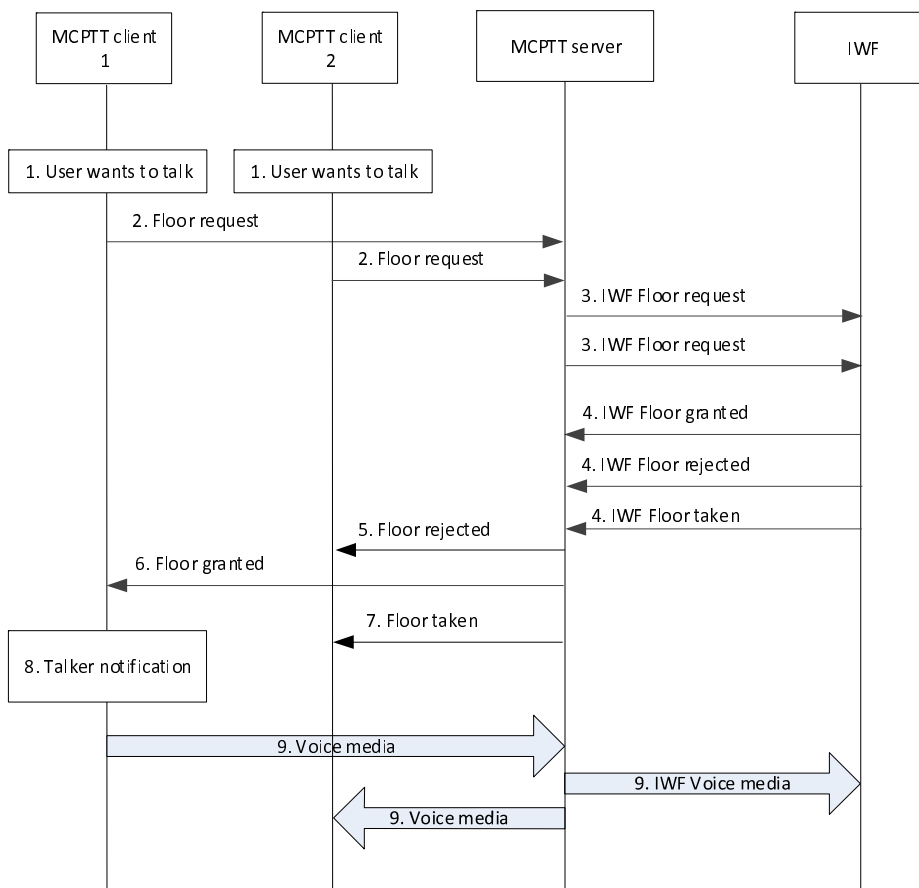 MCPTT client
1
MCPTT client
2
MCPTT server
IWF
1. User wants to talk
1. User wants to talk
2. Floor request
2. Floor request
3. IWF Floor request
3. IWF Floor request
4. IWF Floor granted
4. IWF Floor rejected
4. IWF Floor taken
5. Floor rejected
6. Floor granted
7. Floor taken
8. Talker notification
9. Voice media
9. IWF Voice media
9. Voice media